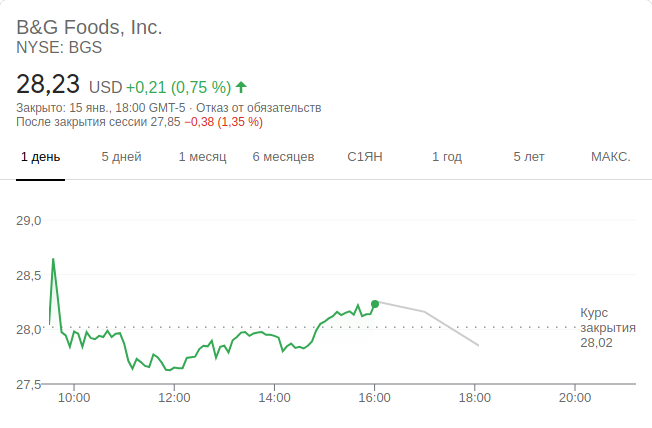 B&G Foods, Inc.
NYSE: BGS
28,23 USD +0,21 (0,75 %)
Закрыто: 15 янв., 18:00 GMT-5 · Отказ от обязательств
После закрытия сессии 27,85 −0,38 (1,35 %)
1 день 5 дней 1 месяц 6 месяцев С1ЯН 1 год 5 лет МАКС.
29,0
28,5
28,0
27,5
Курс
закрытия
28,02
10:00 12:00 14:00 16:00 18:00 20:00